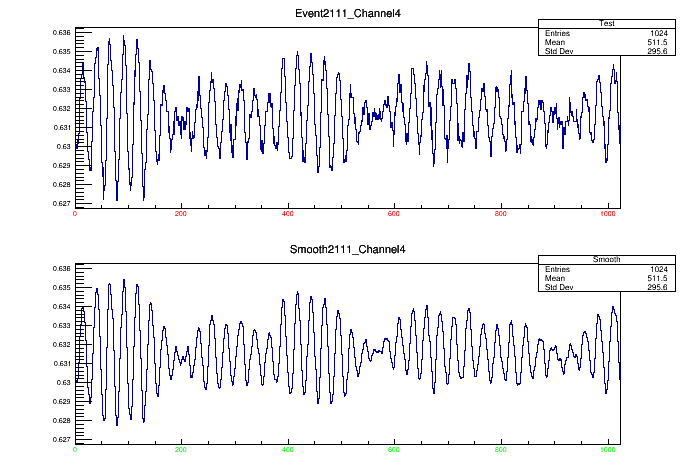 Event2111_Channel4
Test
Entries 1024
Mean 511.5
Std Dev 295.6
0.636
0.635
0.634
0.633
0.632
0.631
0.63
0.629
0.628
0.627
0 200 400 600 800 1000
Smooth2111_Channel4
Smooth
Entries 1024
Mean 511.5
Std Dev 295.6
0.636
0.635
0.634
0.633
0.632
0.631
0.63
0.629
0.628
0.627
0 200 400 600 800 1000